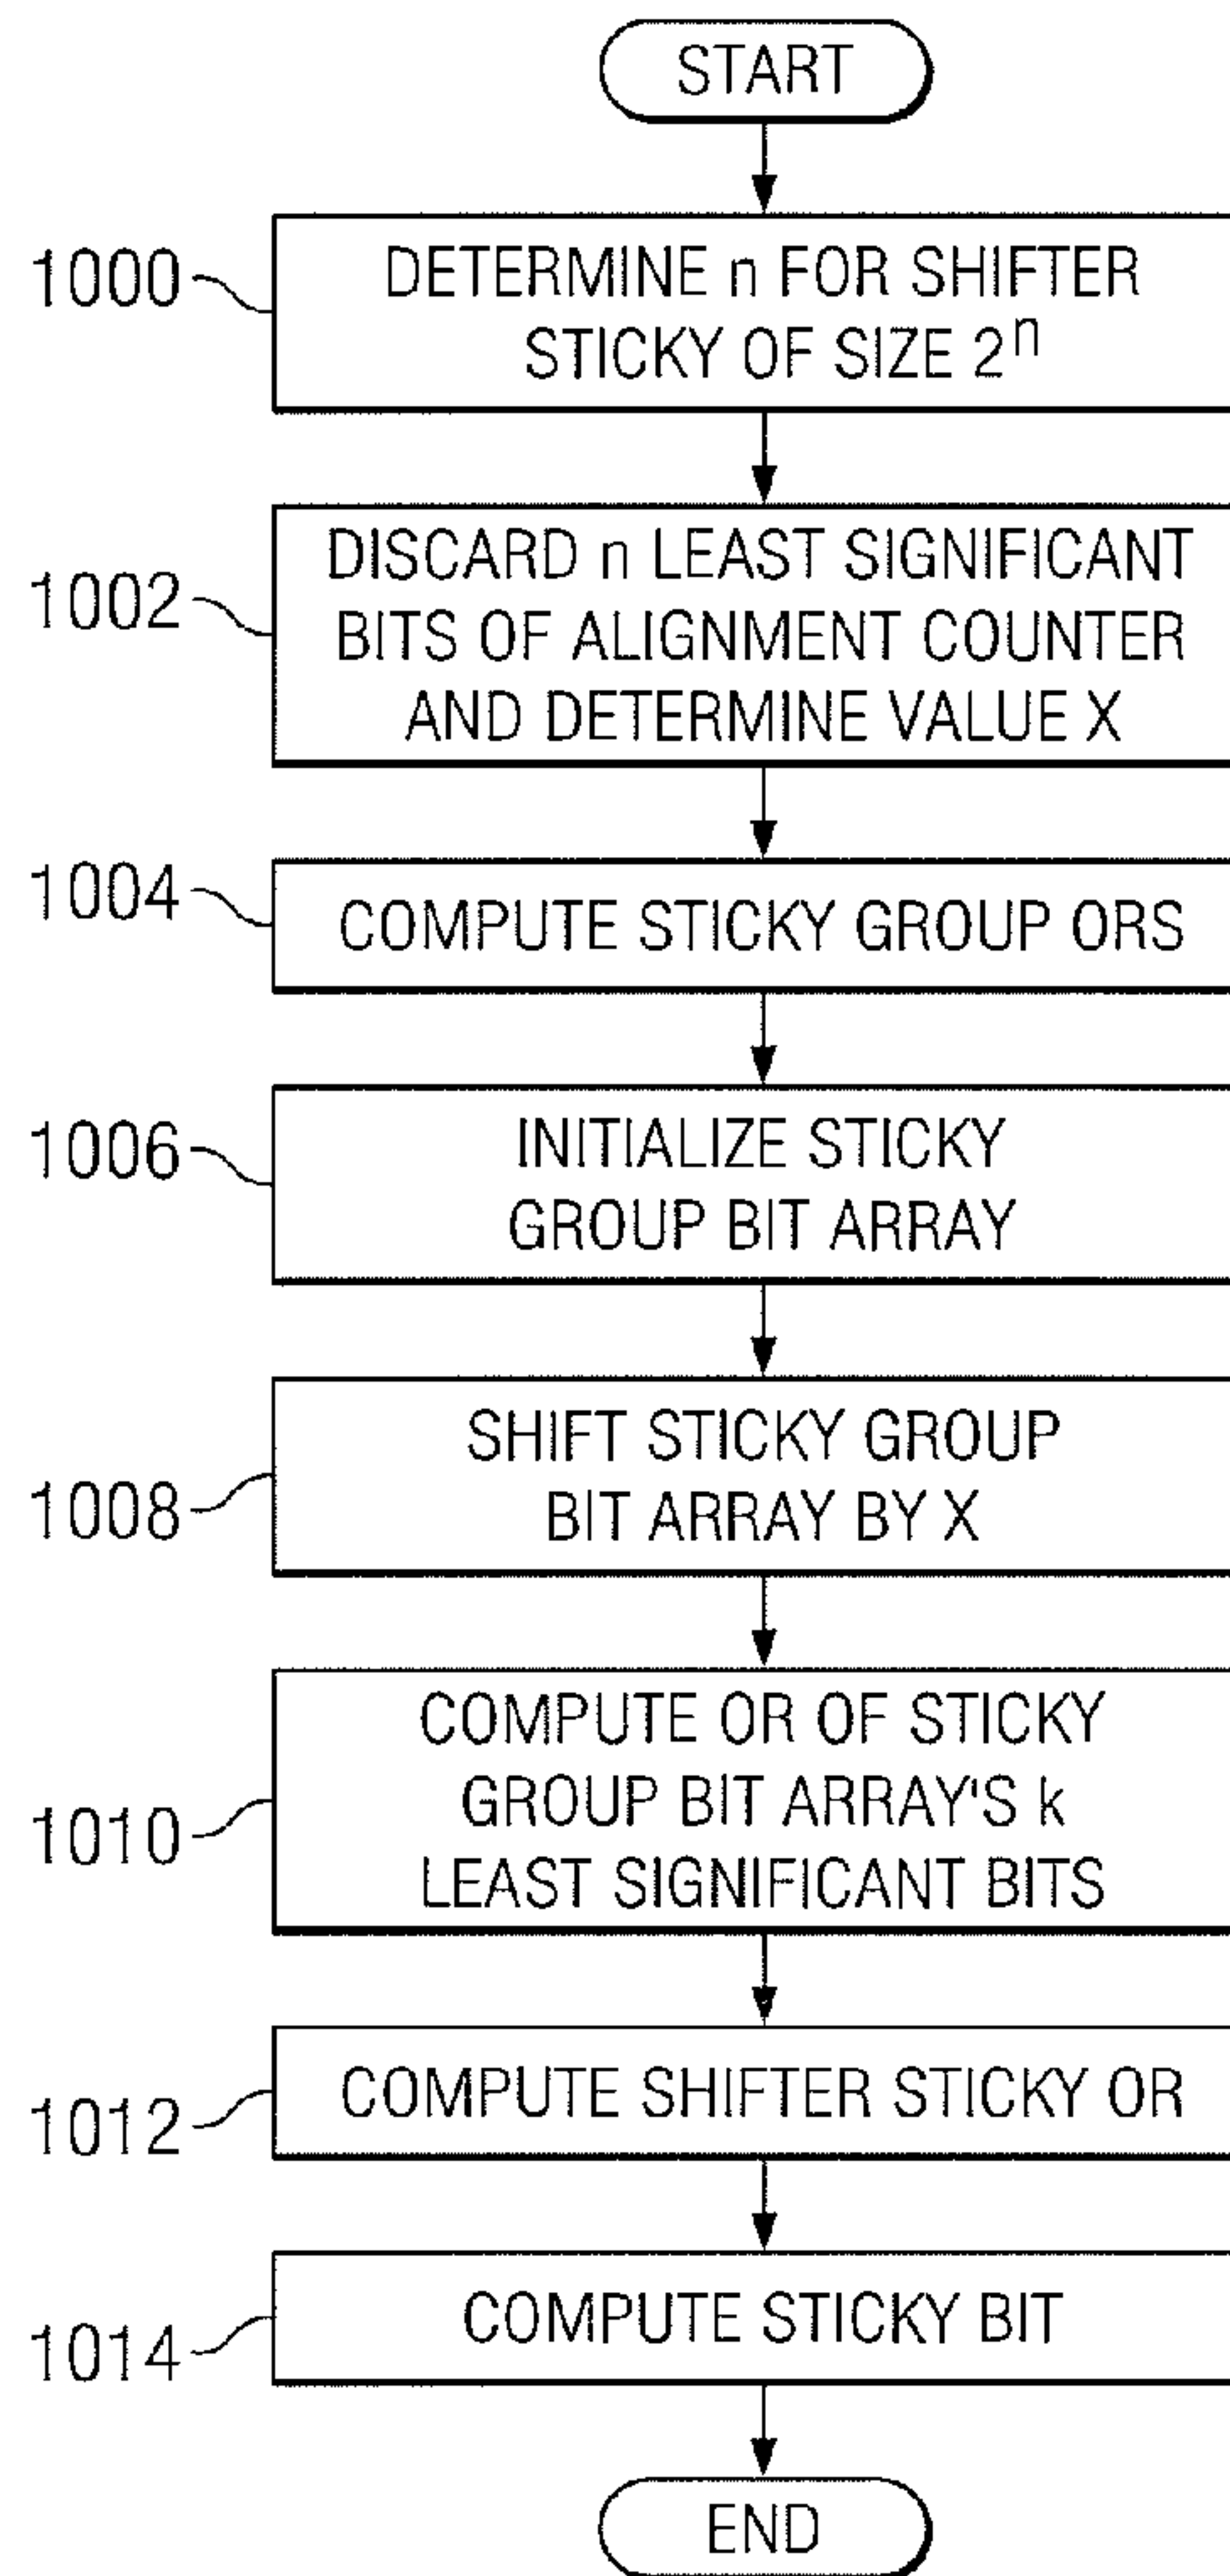 START
1000
DETERMINE n FOR SHIFTER
STICKY OF SIZE 2^n
1002
DISCARD n LEAST SIGNIFICANT
BITS OF ALIGNMENT COUNTER
AND DETERMINE VALUE X
1004
COMPUTE STICKY GROUP ORS
1006
INITIALIZE STICKY
GROUP BIT ARRAY
1008
SHIFT STICKY GROUP
BIT ARRAY BY X
1010
COMPUTE OR OF STICKY
GROUP BIT ARRAY'S k
LEAST SIGNIFICANT BITS
1012
COMPUTE SHIFTER STICKY OR
1014
COMPUTE STICKY BIT
END